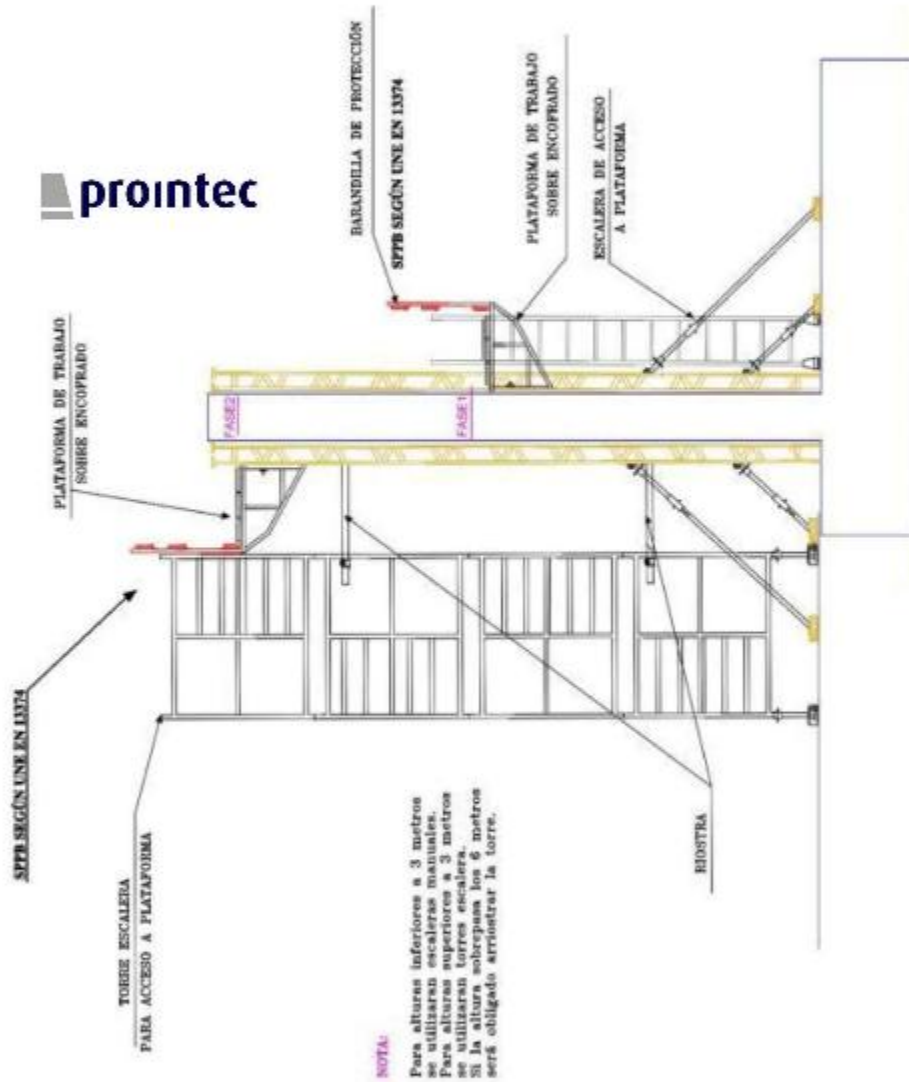 prointec
SPPB SEGÚN UNE EN 13374
TORRE ESCALERA
PARA ACCESO A PLATAFORMA
PLATAFORMA DE TRABAJO
SOBRE ENCOFRADO
BARANDILLA DE PROTECCIÓN
SPPB SEGÚN UNE EN 13374
PLATAFORMA DE TRABAJO
SOBRE ENCOFRADO
ESCALERA DE ACCESO
A PLATAFORMA
FASE2
FASE1
RIOSTRA
NOTA:
Para alturas inferiores a 3 metros
se utilizaran escaleras manuales.
Para alturas superiores a 3 metros
se utilizaran torres escalera.
Si la altura sobrepasa los 6 metros
será obligado arriostrar la torre.